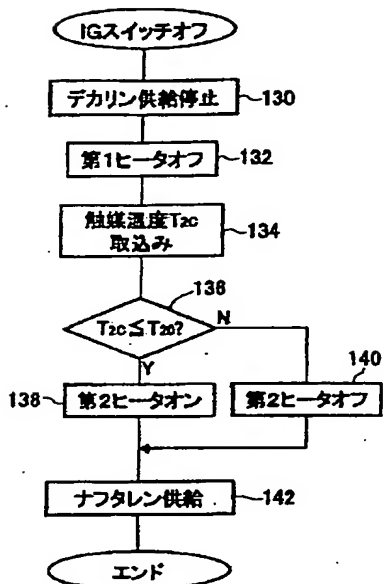 IGスイッチオフ
デカリン供給停止
130
第1ヒータオフ
132
触媒温度T2C
取込み
134
136
T2C≦T20?
N
Y
138
第2ヒータオン
140
第2ヒータオフ
ナフタレン供給
142
エンド